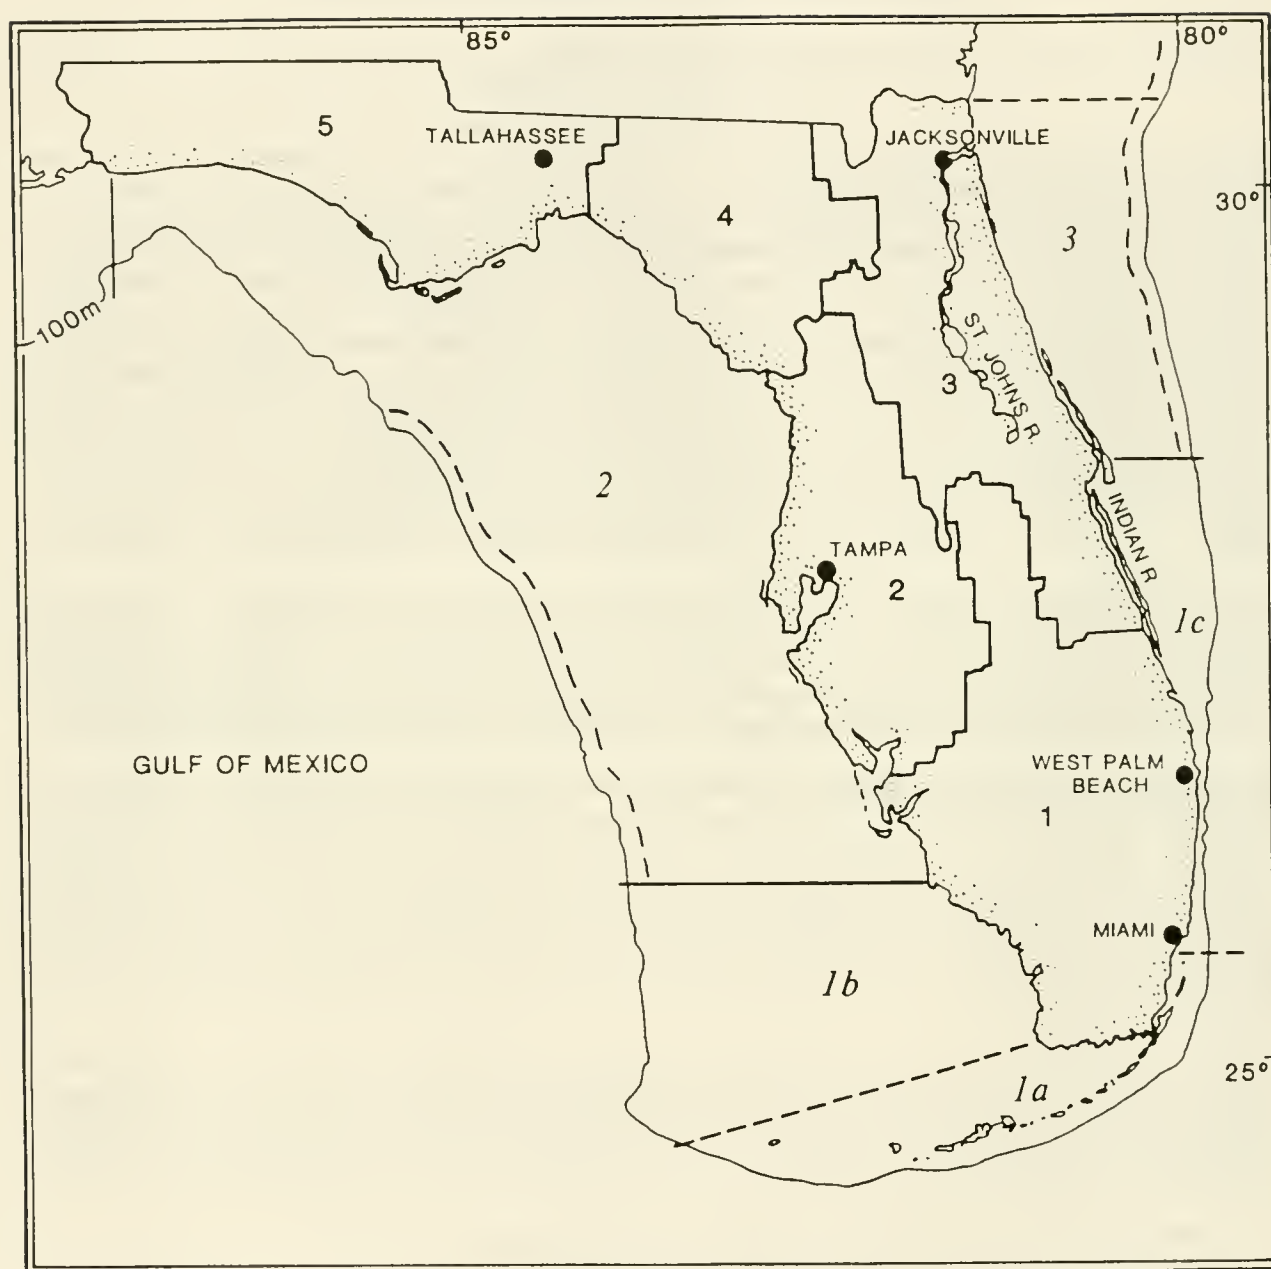 85°
80°
5
TALLAHASSEE
JACKSONVILLE
30°
4
3
100m
ST JOHNS R.
3
2
INDIAN R
TAMPA
2
1c
GULF OF MEXICO
WEST PALM
BEACH
1
MIAMI
1b
25°
1a